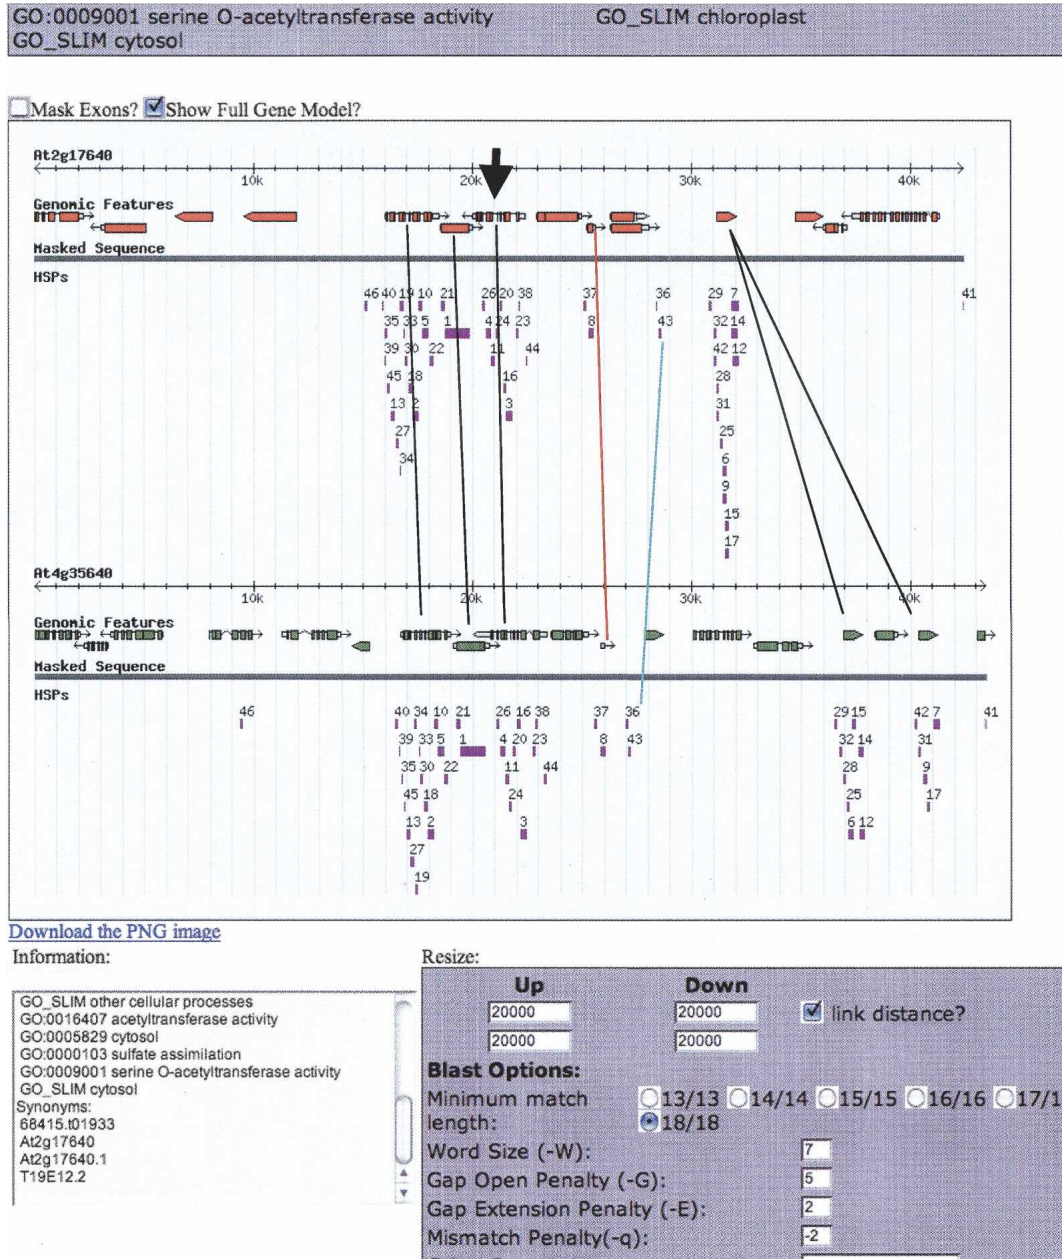 GO:0009001 serine O-acetyltransferase activity GO_SLIM chloroplast
GO_SLIM cytosol
Mask Exons? Show Full Gene Model?
At2g17640
10k 20k 30k 40k
Genomic Features
Masked Sequence
HSPs
46 40 19 10 21 26 20 38 37 36 29 7 41
35 33 5 1 4 24 23 8 43 32 14
39 30 22 11 44 42 12
45 18 16 28
13 2 3 31
27 25
34 6
9
15
17
At4g35640
10k 20k 30k 40k
Genomic Features
Masked Sequence
HSPs
46 40 34 10 21 26 16 38 37 36 29 15 42 7 41
39 33 5 1 4 20 23 8 43 32 14 31
35 30 22 11 44 28 9
45 18 24 25 17
13 2 3 6 12
27
19
Download the PNG image
Information:
GO_SLIM other cellular processes
GO:0016407 acetyltransferase activity
GO:0005829 cytosol
GO:0000103 sulfate assimilation
GO:0009001 serine O-acetyltransferase activity
GO_SLIM cytosol
Synonyms:
68415.t01933
At2g17640
At2g17640.1
T19E12.2
Resize:
Up Down
20000 20000 link distance?
20000 20000
Blast Options:
Minimum match 13/13 14/14 15/15 16/16 17/1
length: 18/18
Word Size (-W): 7
Gap Open Penalty (-G): 5
Gap Extension Penalty (-E): 2
Mismatch Penalty(-q): -2